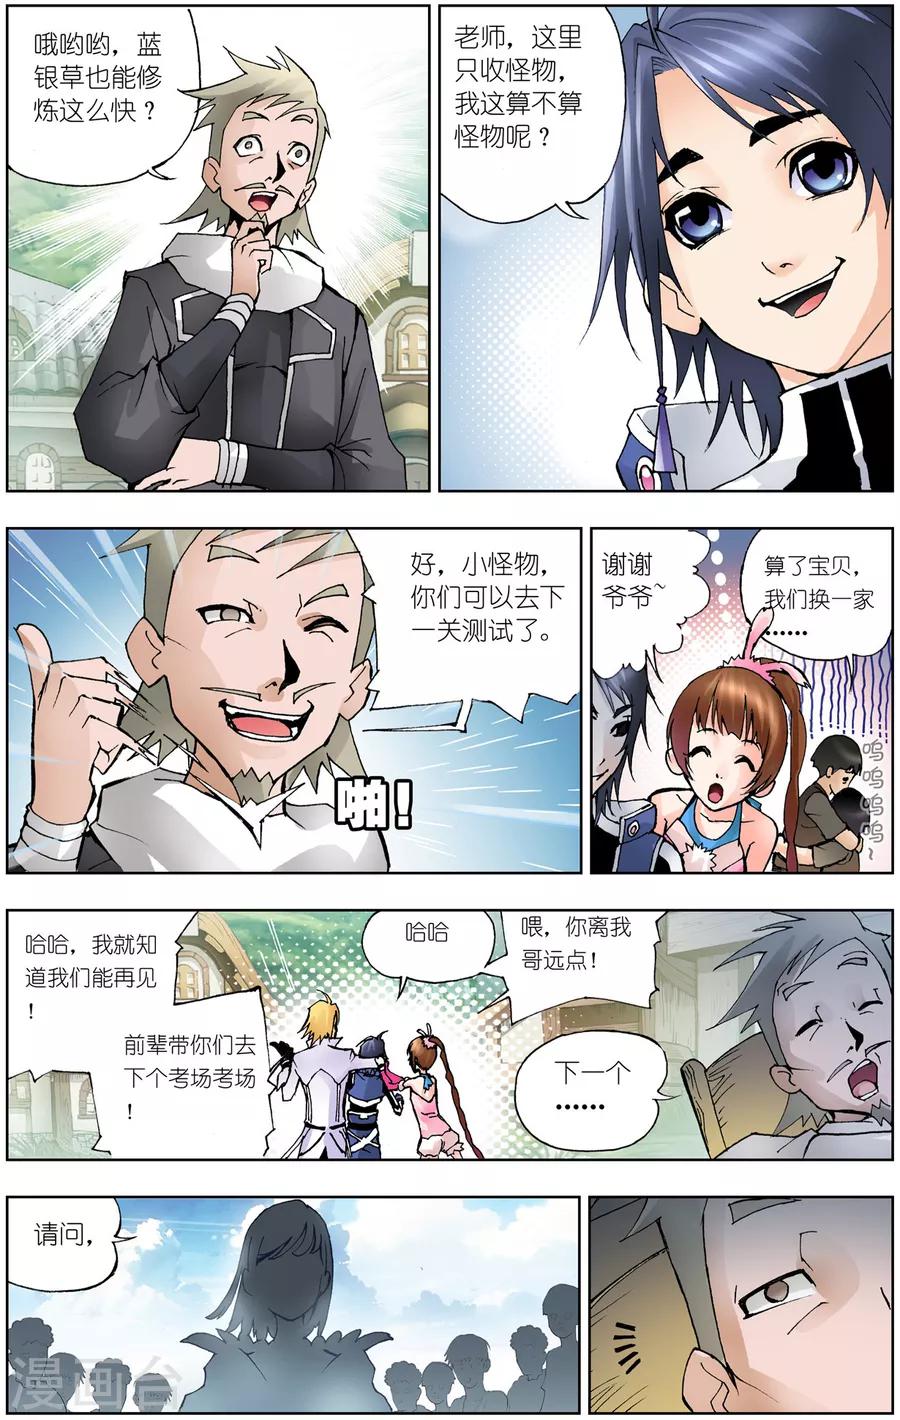 哦哟哟，蓝
银草也能修
炼这么快？
老师，这里
只收怪物，
我这算不算
怪物呢？
好，小怪物，
你们可以去下
一关测试了。
啪！
谢谢
爷爷~
算了宝贝，
我们换一家
……
呜呜呜呜~
哈哈，我就知
道我们能再见
！
前辈带你们去
下个考场考场
！
哈哈
喂，你离我
哥远点！
下一个
……
请问，
漫画台